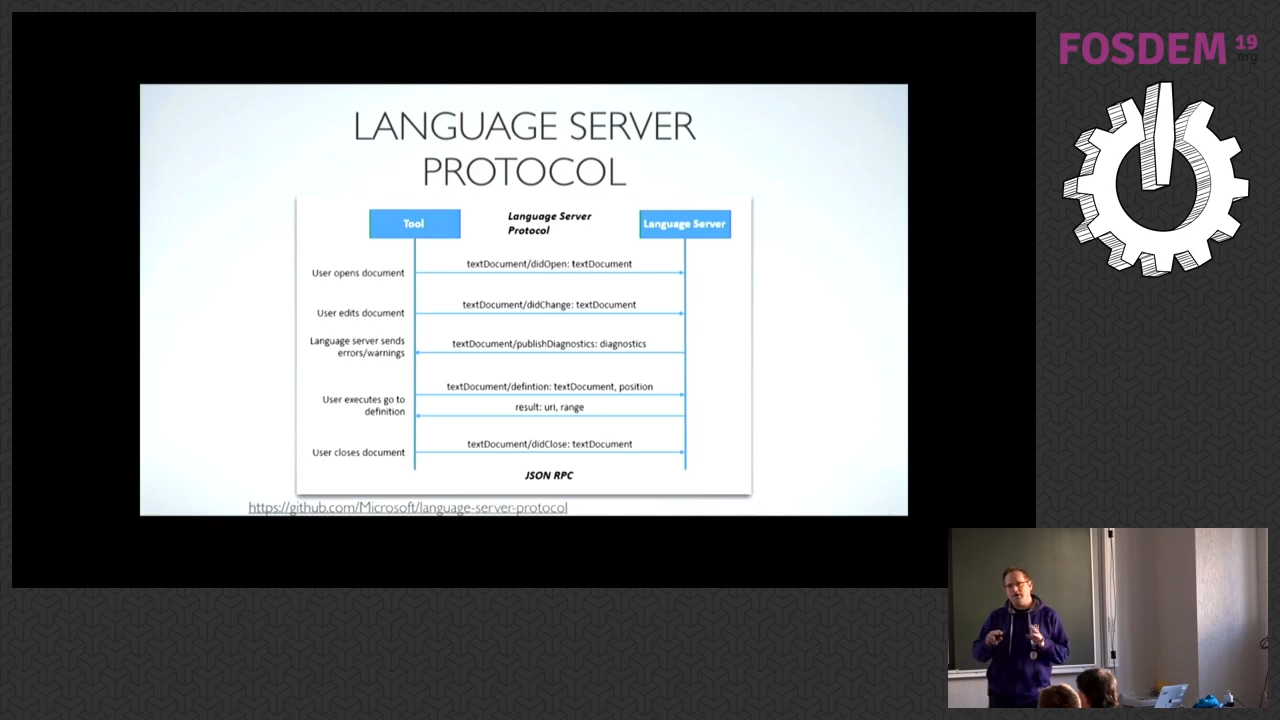 FOSDEM 19
.org
LANGUAGE SERVER
PROTOCOL
Tool
Language Server
Protocol
Language Server
User opens document
textDocument/didOpen: textDocument
User edits document
textDocument/didChange: textDocument
Language server sends
errors/warnings
textDocument/publishDiagnostics: diagnostics
User executes go to
definition
textDocument/defintion: textDocument, position
result: uri, range
User closes document
textDocument/didClose: textDocument
JSON RPC
https://github.com/Microsoft/language-server-protocol